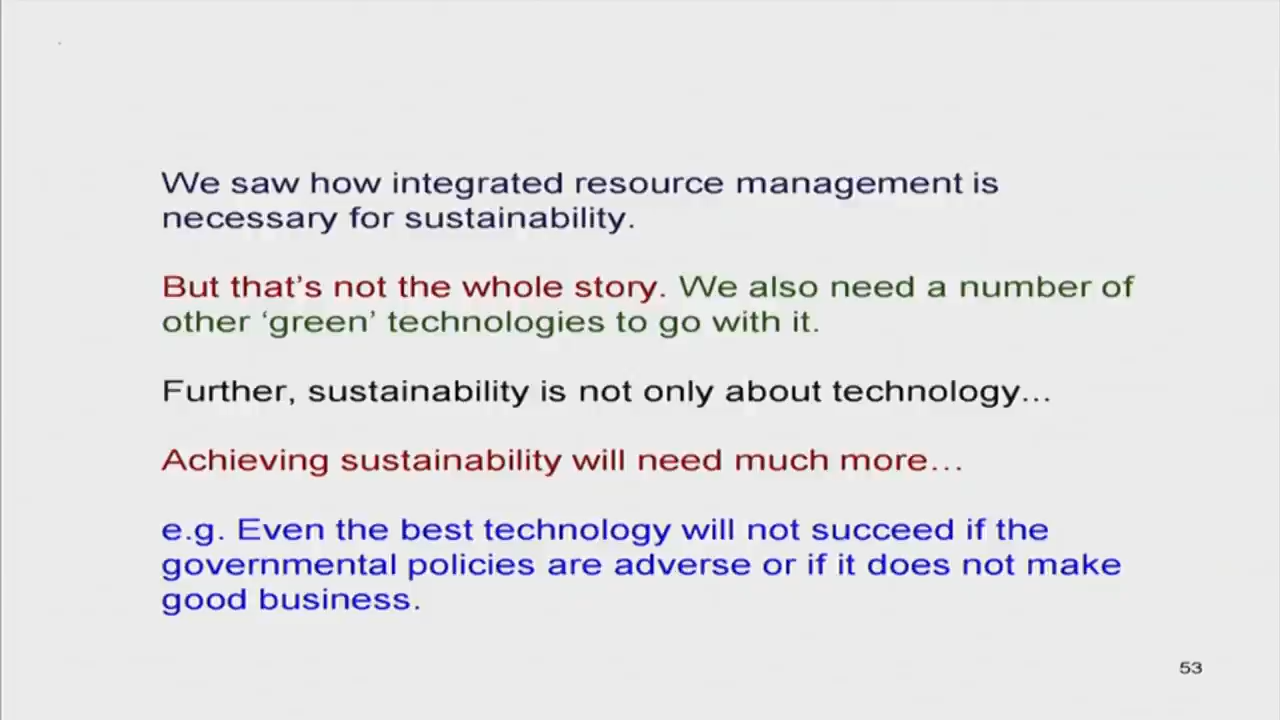 We saw how integrated resource management is
necessary for sustainability.
But that’s not the whole story. We also need a number of
other ‘green’ technologies to go with it.
Further, sustainability is not only about technology…
Achieving sustainability will need much more…
e.g. Even the best technology will not succeed if the
governmental policies are adverse or if it does not make
good business.
53